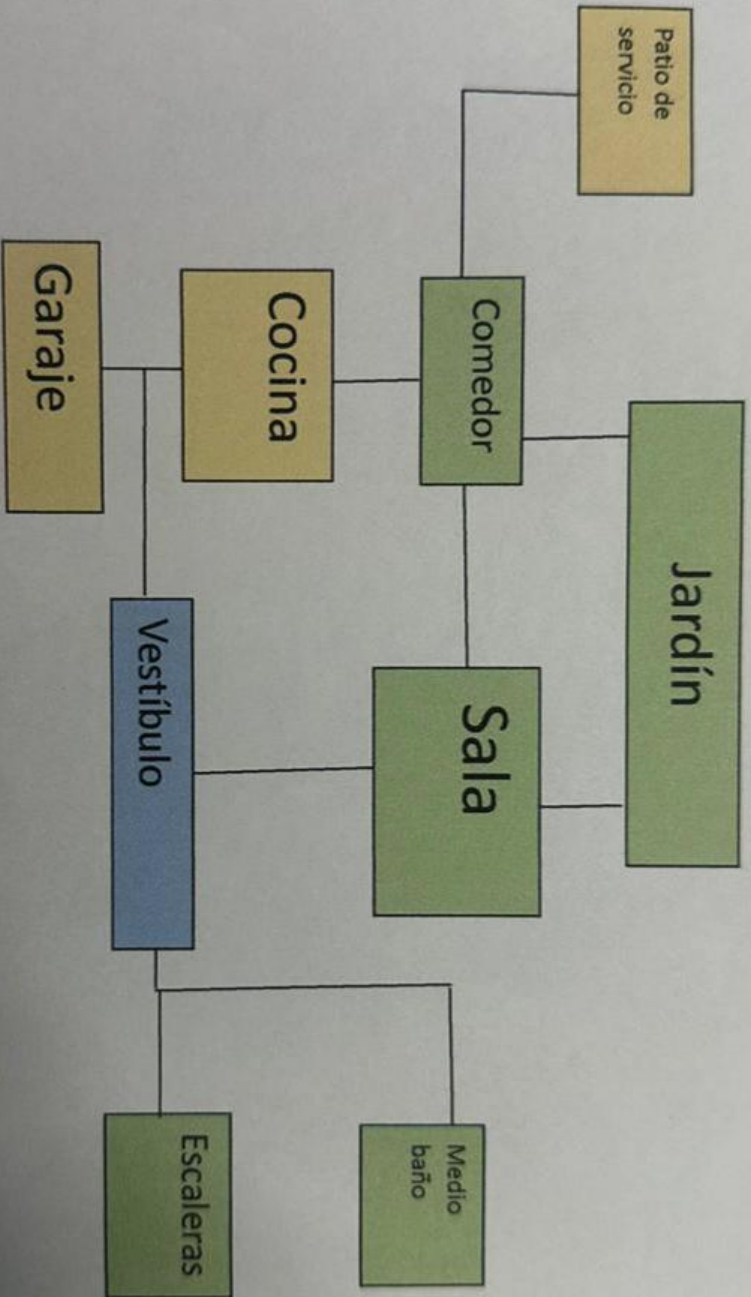 Patio de
servicio
Jardín
Comedor
Sala
Medio
baño
Cocina
Vestíbulo
Escaleras
Garaje